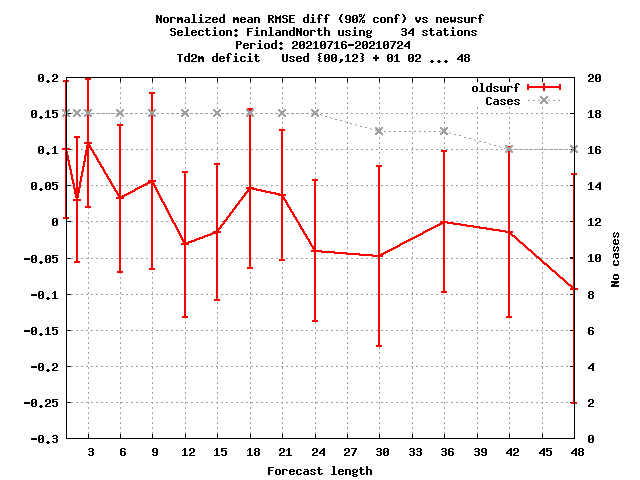 Normalized mean RMSE diff (90% conf) vs newsurf
Selection: FinlandNorth using    34 stations
Period: 20210716-20210724
Td2m deficit   Used {00,12} + 01 02 ... 48
oldsurf
Cases
0.2
0.15
0.1
0.05
0
-0.05
-0.1
-0.15
-0.2
-0.25
-0.3
20
18
16
14
12
10
8
6
4
2
0
No cases
3 6 9 12 15 18 21 24 27 30 33 36 39 42 45 48
Forecast length